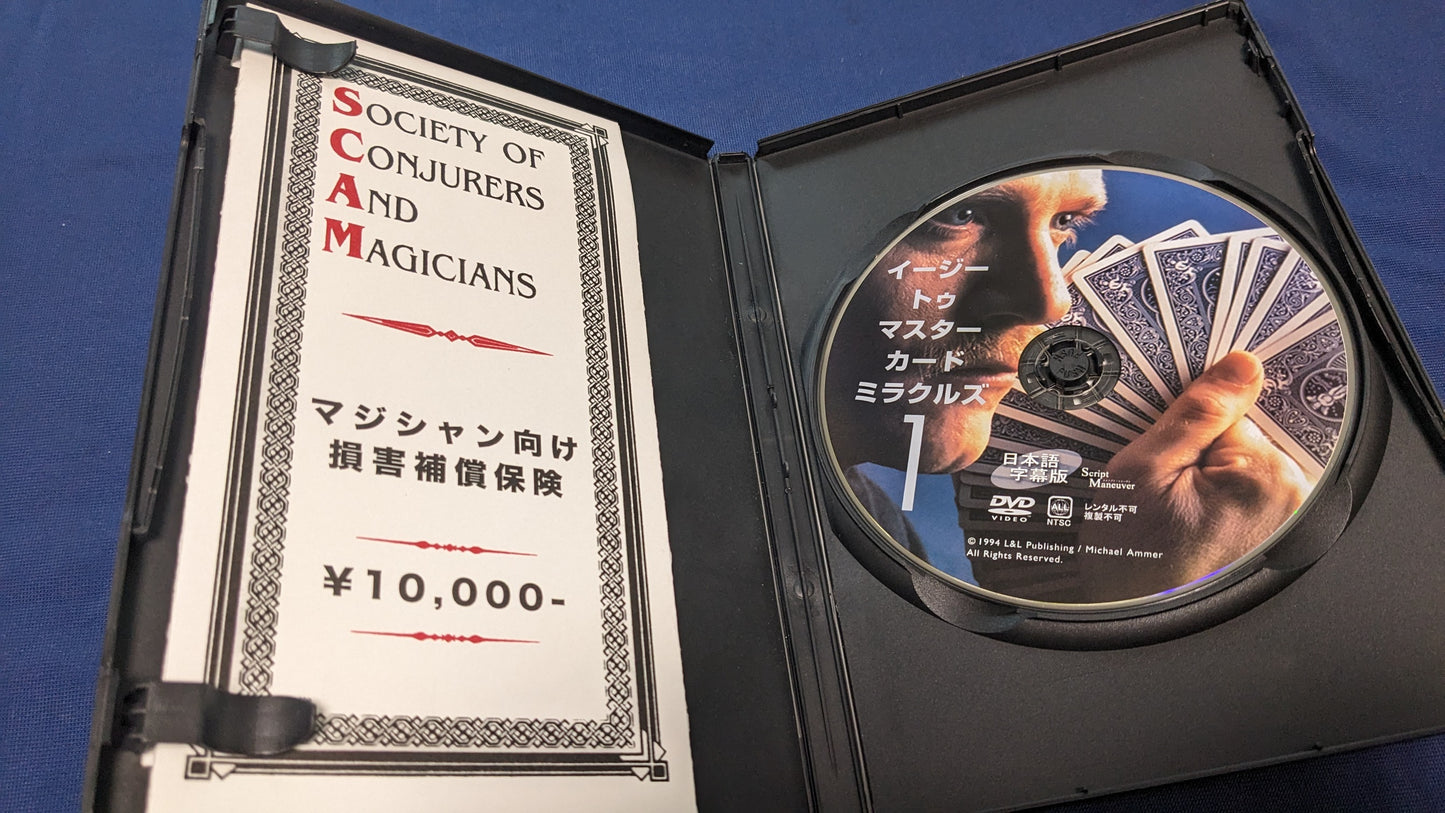 SOCIETY OF
CONJURERS
AND
MAGICIANS
マジシャン向け
損害補償保険
¥10,000-
イージー
トゥ
マスター
カード
ミラクルズ
1
日本語
字幕版
Script
Maneuver
DVD
VIDEO
ALL
NTSC
レンタル不可
複製不可
© 1994 L&L Publishing / Michael Ammer
All Rights Reserved.